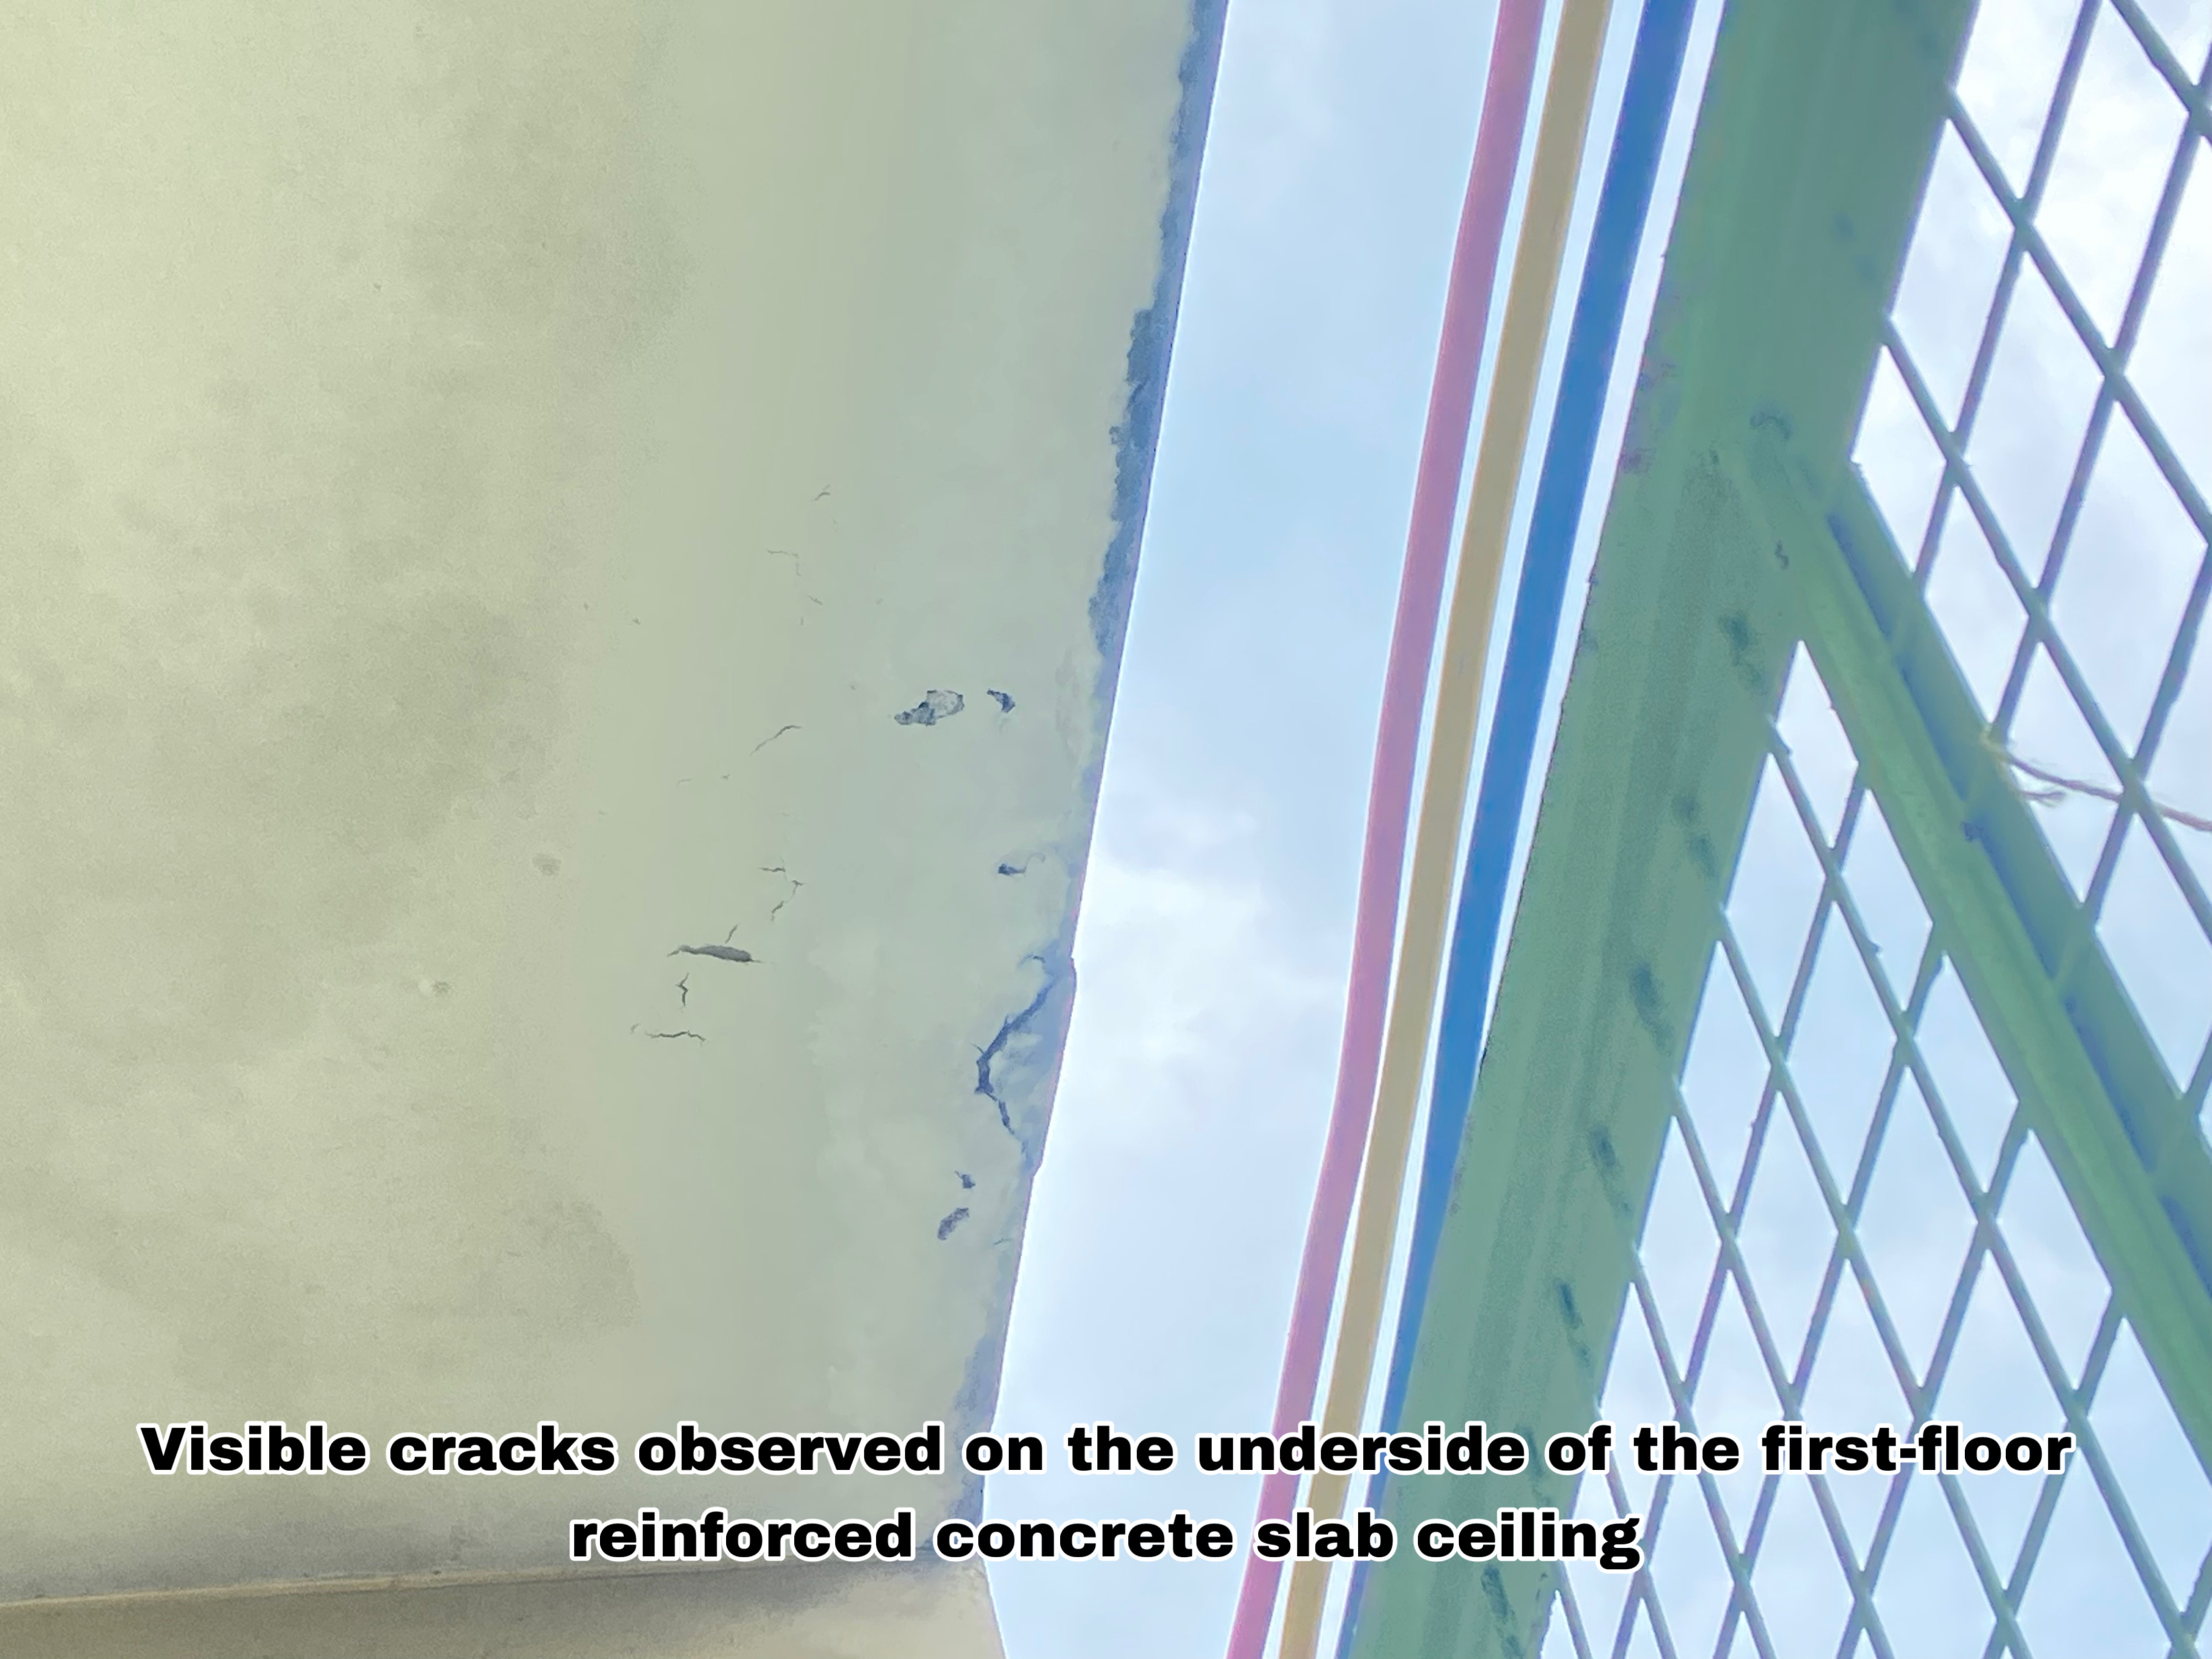 Visible cracks observed on the underside of the first-floor
reinforced concrete slab ceiling